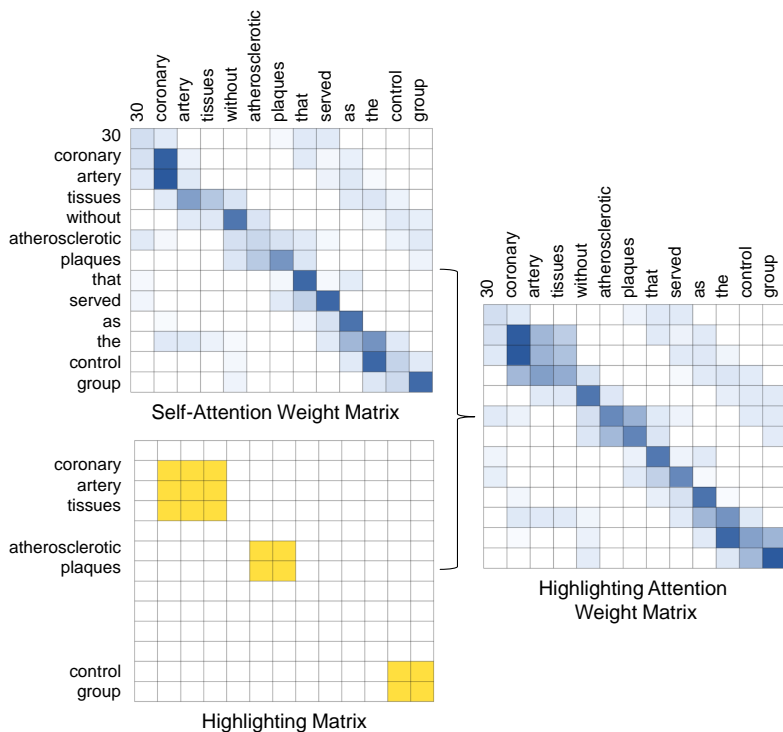 30 coronary artery tissues without atherosclerotic plaques that served as the control group
30
coronary
artery
tissues
without
atherosclerotic
plaques
that
served
as
the
control
group
Self-Attention Weight Matrix
coronary
artery
tissues
atherosclerotic
plaques
control
group
Highlighting Matrix
30 coronary artery tissues without atherosclerotic plaques that served as the control group
Highlighting Attention
Weight Matrix